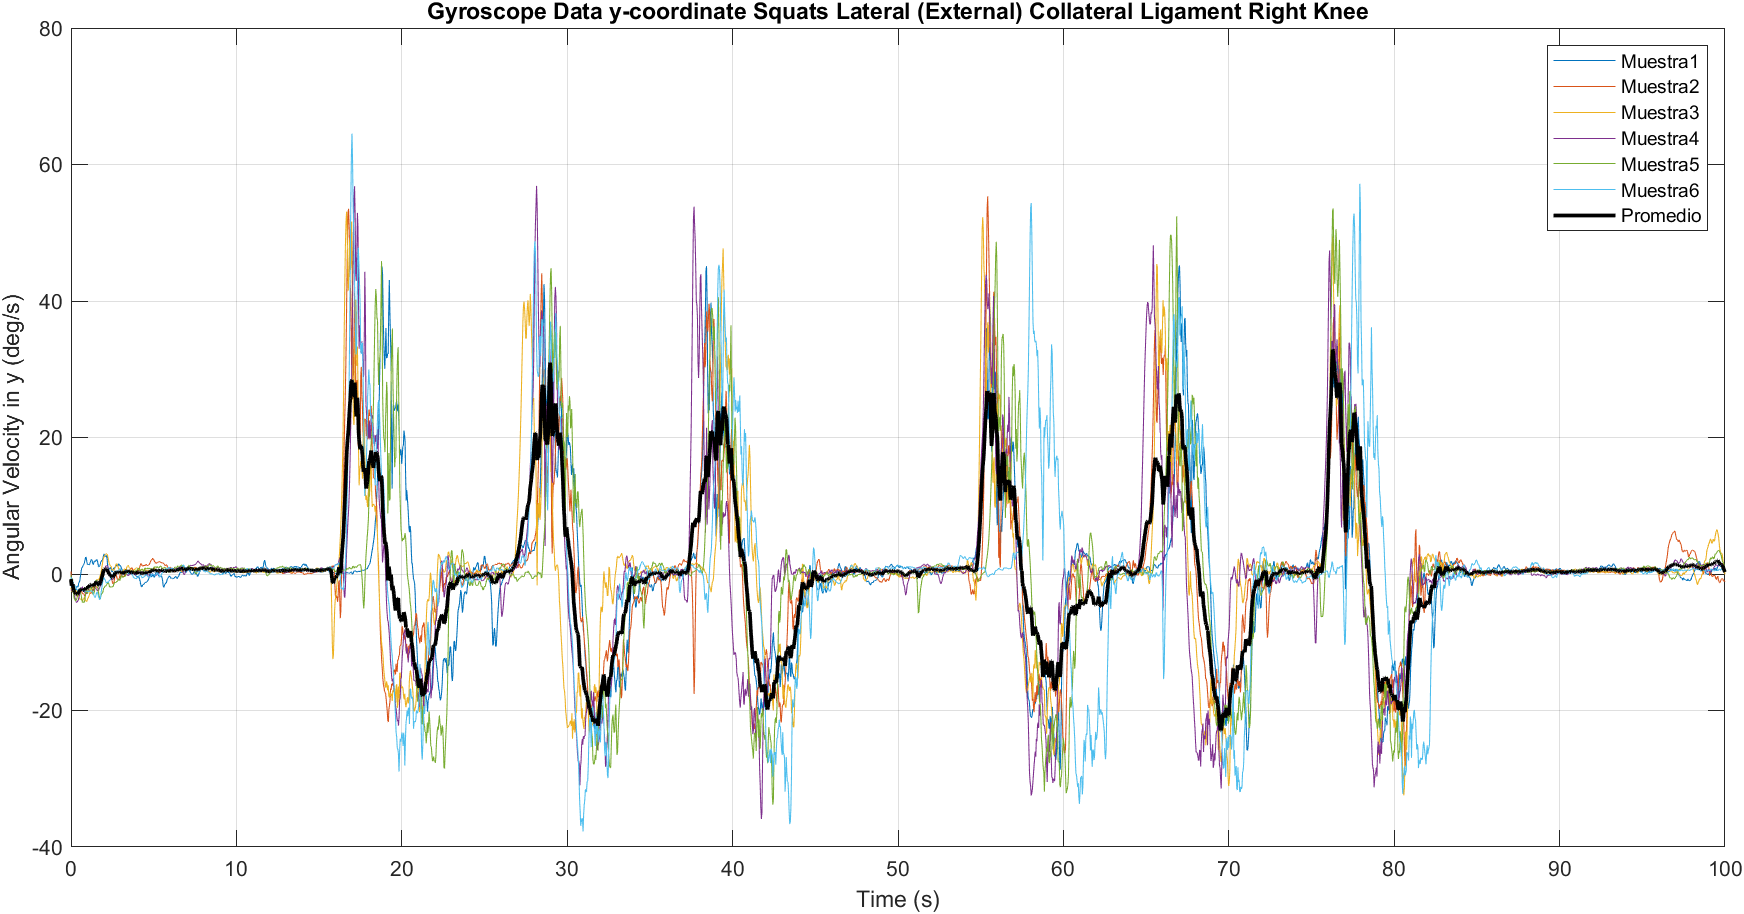 Gyroscope Data y-coordinate Squats Lateral (External) Collateral Ligament Right Knee
Angular Velocity in y (deg/s)
80
60
40
20
0
-20
-40
0 10 20 30 40 50 60 70 80 90 100
Time (s)
Muestra1
Muestra2
Muestra3
Muestra4
Muestra5
Muestra6
Promedio